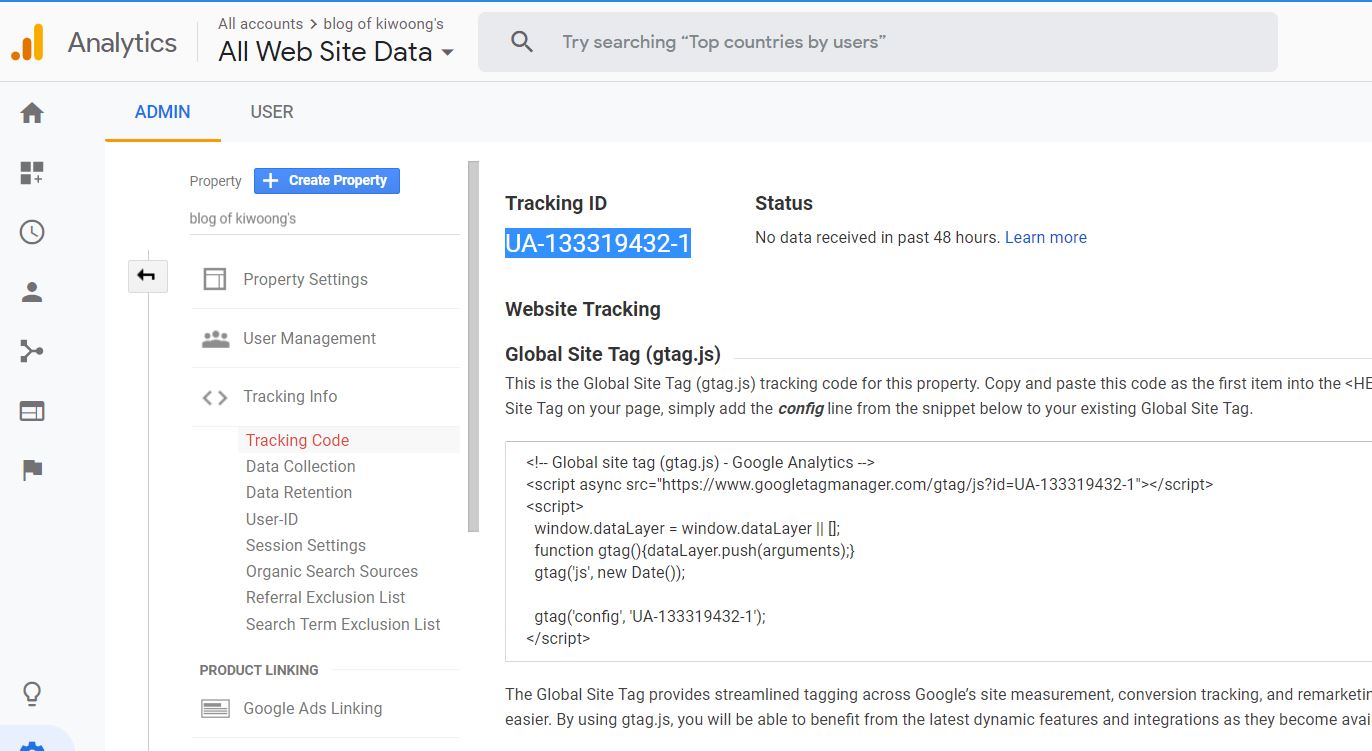 Analytics
All accounts > blog of kiwoong's
All Web Site Data
Try searching “Top countries by users”
ADMIN
USER
Property
Create Property
blog of kiwoong's
Property Settings
User Management
Tracking Info
Tracking Code
Data Collection
Data Retention
User-ID
Session Settings
Organic Search Sources
Referral Exclusion List
Search Term Exclusion List
PRODUCT LINKING
Google Ads Linking
Tracking ID
UA-133319432-1
Status
No data received in past 48 hours. Learn more
Website Tracking
Global Site Tag (gtag.js)
This is the Global Site Tag (gtag.js) tracking code for this property. Copy and paste this code as the first item into the <HE
Site Tag on your page, simply add the config line from the snippet below to your existing Global Site Tag.
<!-- Global site tag (gtag.js) - Google Analytics -->
<script async src="https://www.googletagmanager.com/gtag/js?id=UA-133319432-1"></script>
<script>
window.dataLayer = window.dataLayer || [];
function gtag(){dataLayer.push(arguments);}
gtag('js', new Date());
gtag('config', 'UA-133319432-1');
</script>
The Global Site Tag provides streamlined tagging across Google’s site measurement, conversion tracking, and remarketin
easier. By using gtag.js, you will be able to benefit from the latest dynamic features and integrations as they become avai